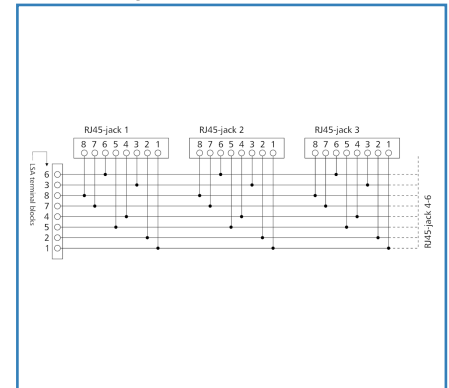 RJ45-jack 1
RJ45-jack 2
RJ45-jack 3
8 7 6 5 4 3 2 1
8 7 6 5 4 3 2 1
8 7 6 5 4 3 2 1
LSA terminal blocks
6
3
8
7
4
5
2
1
RJ45-jack 4-6